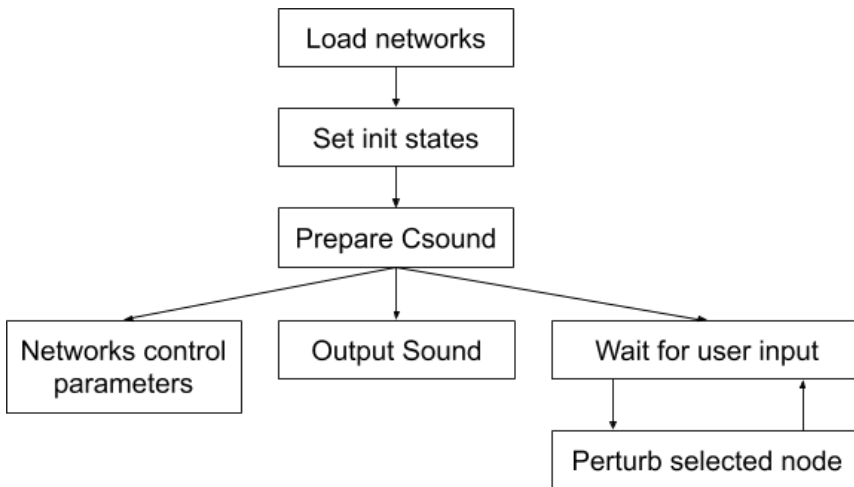 Load networks
Set init states
Prepare Csound
Networks control
parameters
Output Sound
Wait for user input
Perturb selected node